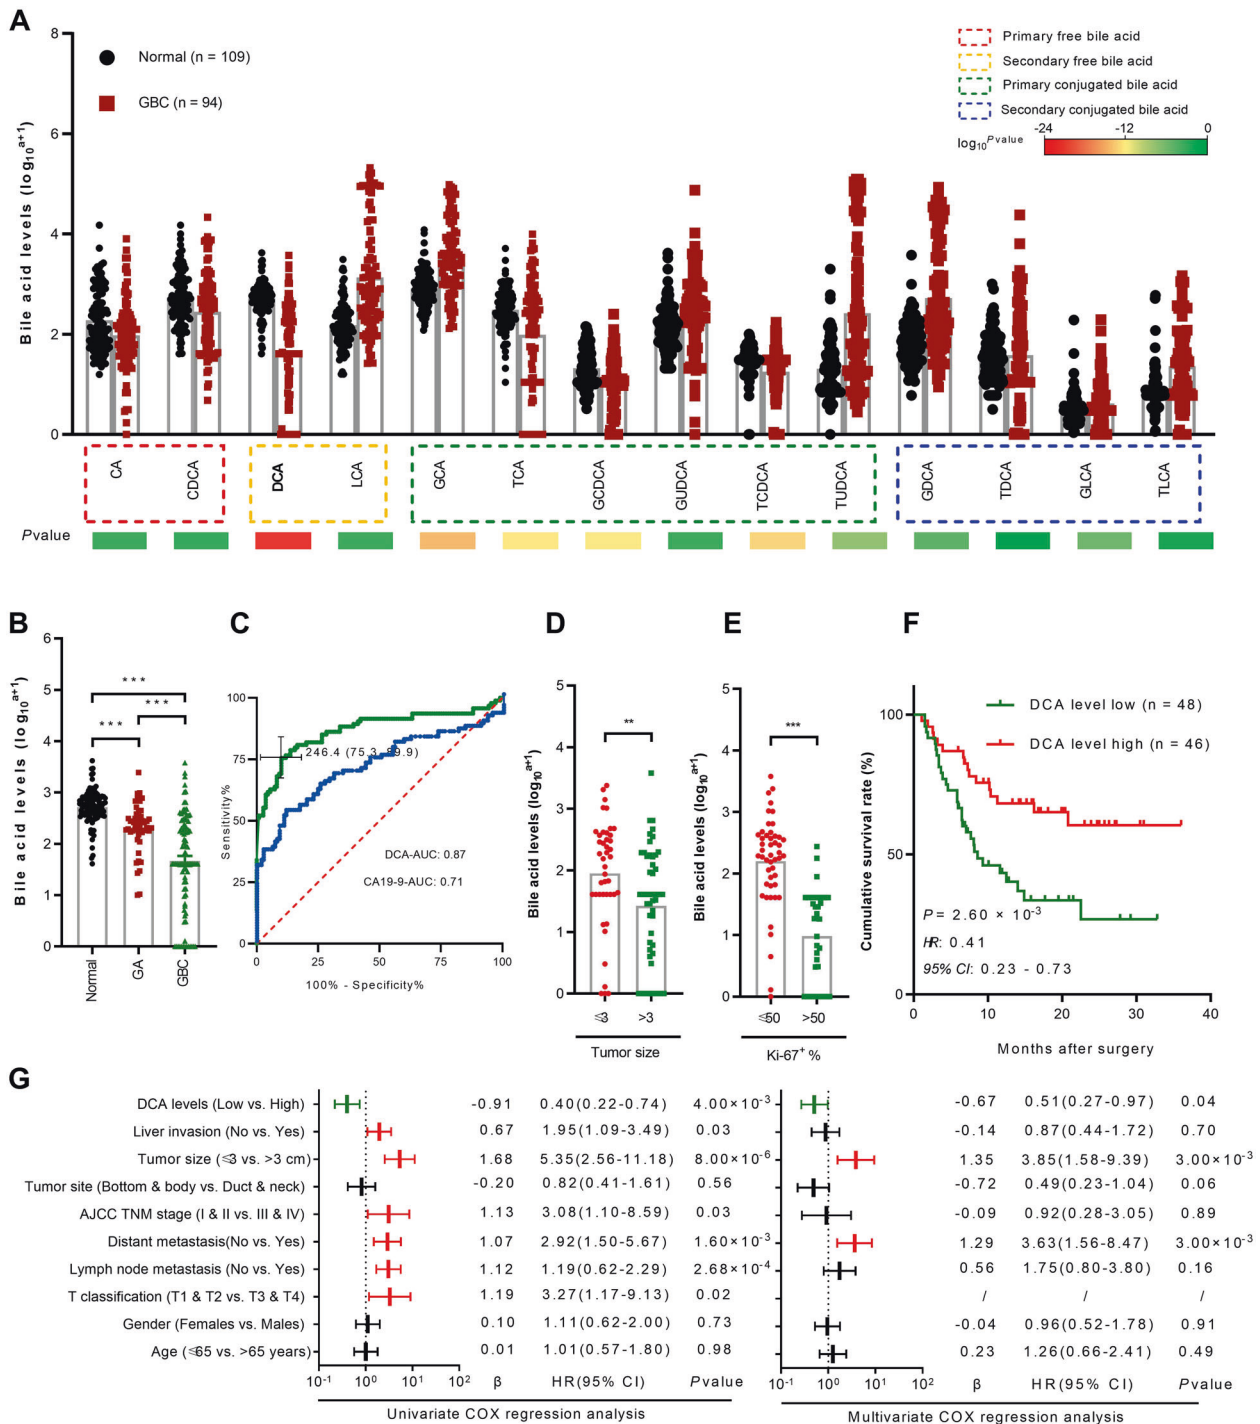 A
Bile acid levels (log10 a+1)
8
6
4
2
0
Normal (n = 109)
GBC (n = 94)
Primary free bile acid
Secondary free bile acid
Primary conjugated bile acid
Secondary conjugated bile acid
log10 Pvalue
-24 -12 0
CA CDCA DCA LCA GCA TCA GCDCA GUDCA TCDCA TUDCA GDCA TDCA GLCA TLCA
Pvalue
B
Bile acid levels (log10 a+1)
6
5
4
3
2
1
0
***
*** ***
Normal GA GBC
C
Sensitivity%
100
75
50
25
0
246.4 (75.3, 89.9)
DCA-AUC: 0.87
CA19-9-AUC: 0.71
0 25 50 75 100
100% - Specificity%
D
Bile acid levels (log10 a+1)
5
4
3
2
1
0
**
≤3 >3
Tumor size
E
Bile acid levels (log10 a+1)
5
4
3
2
1
0
***
≤50 >50
Ki-67+ %
F
Cumulative survival rate (%)
100
50
0
DCA level low (n = 48)
DCA level high (n = 46)
P = 2.60 × 10-3
HR: 0.41
95% CI: 0.23 - 0.73
0 10 20 30 40
Months after surgery
G
DCA levels (Low vs. High) -0.91 0.40(0.22-0.74) 4.00×10-3 -0.67 0.51(0.27-0.97) 0.04
Liver invasion (No vs. Yes) 0.67 1.95(1.09-3.49) 0.03 -0.14 0.87(0.44-1.72) 0.70
Tumor size (≤3 vs. >3 cm) 1.68 5.35(2.56-11.18) 8.00×10-6 1.35 3.85(1.58-9.39) 3.00×10-3
Tumor site (Bottom & body vs. Duct & neck) -0.20 0.82(0.41-1.61) 0.56 -0.72 0.49(0.23-1.04) 0.06
AJCC TNM stage (I & II vs. III & IV) 1.13 3.08(1.10-8.59) 0.03 -0.09 0.92(0.28-3.05) 0.89
Distant metastasis(No vs. Yes) 1.07 2.92(1.50-5.67) 1.60×10-3 1.29 3.63(1.56-8.47) 3.00×10-3
Lymph node metastasis (No vs. Yes) 1.12 1.19(0.62-2.29) 2.68×10-4 0.56 1.75(0.80-3.80) 0.16
T classification (T1 & T2 vs. T3 & T4) 1.19 3.27(1.17-9.13) 0.02 / / /
Gender (Females vs. Males) 0.10 1.11(0.62-2.00) 0.73 -0.04 0.96(0.52-1.78) 0.91
Age (≤65 vs. >65 years) 0.01 1.01(0.57-1.80) 0.98 0.23 1.26(0.66-2.41) 0.49
10-1 100 101 102 β HR(95% CI) Pvalue 10-1 100 101 102 β HR(95% CI) Pvalue
Univariate COX regression analysis Multivariate COX regression analysis